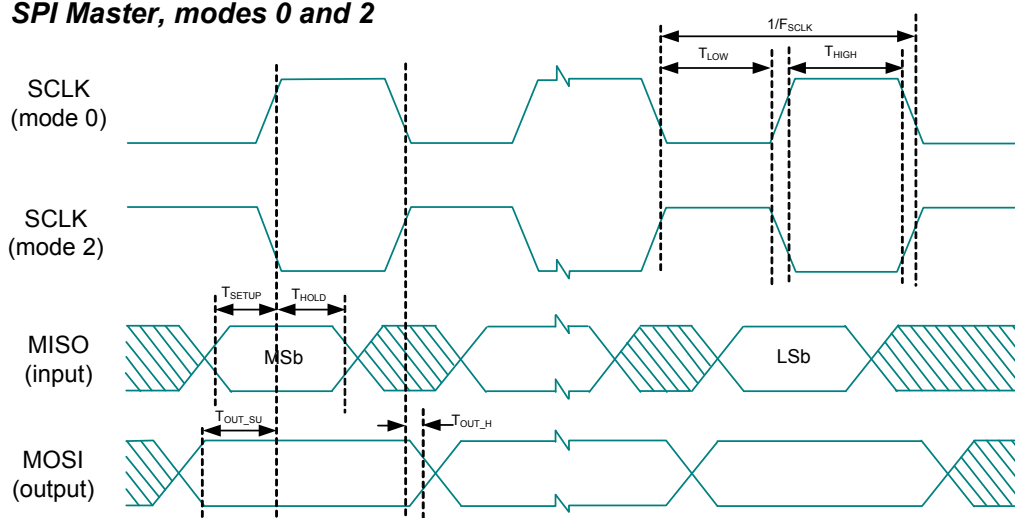 SPI Master, modes 0 and 2
1/FSCLK
TLOW
THIGH
SCLK
(mode 0)
SCLK
(mode 2)
TSETUP
THOLD
MISO
(input)
MSb
LSb
TOUT_SU
TOUT_H
MOSI
(output)